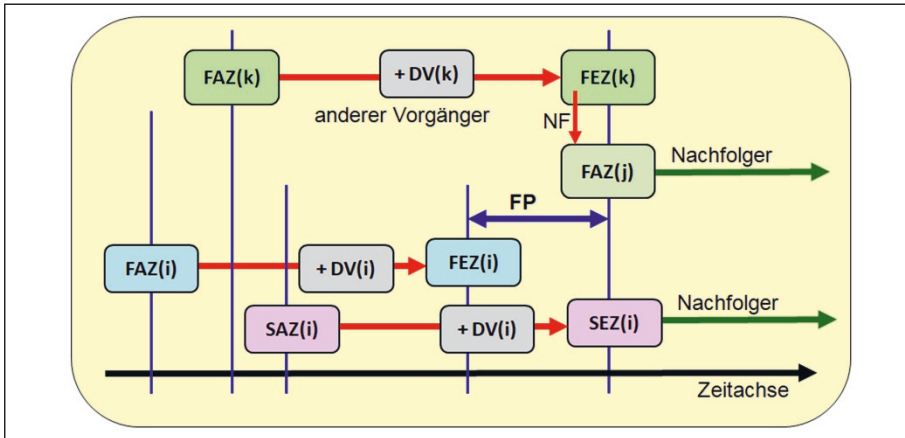 FAZ(k)
+ DV(k)
FEZ(k)
anderer Vorgänger
NF
FAZ(j)
Nachfolger
FP
FAZ(i)
+ DV(i)
FEZ(i)
SAZ(i)
+ DV(i)
SEZ(i)
Nachfolger
Zeitachse